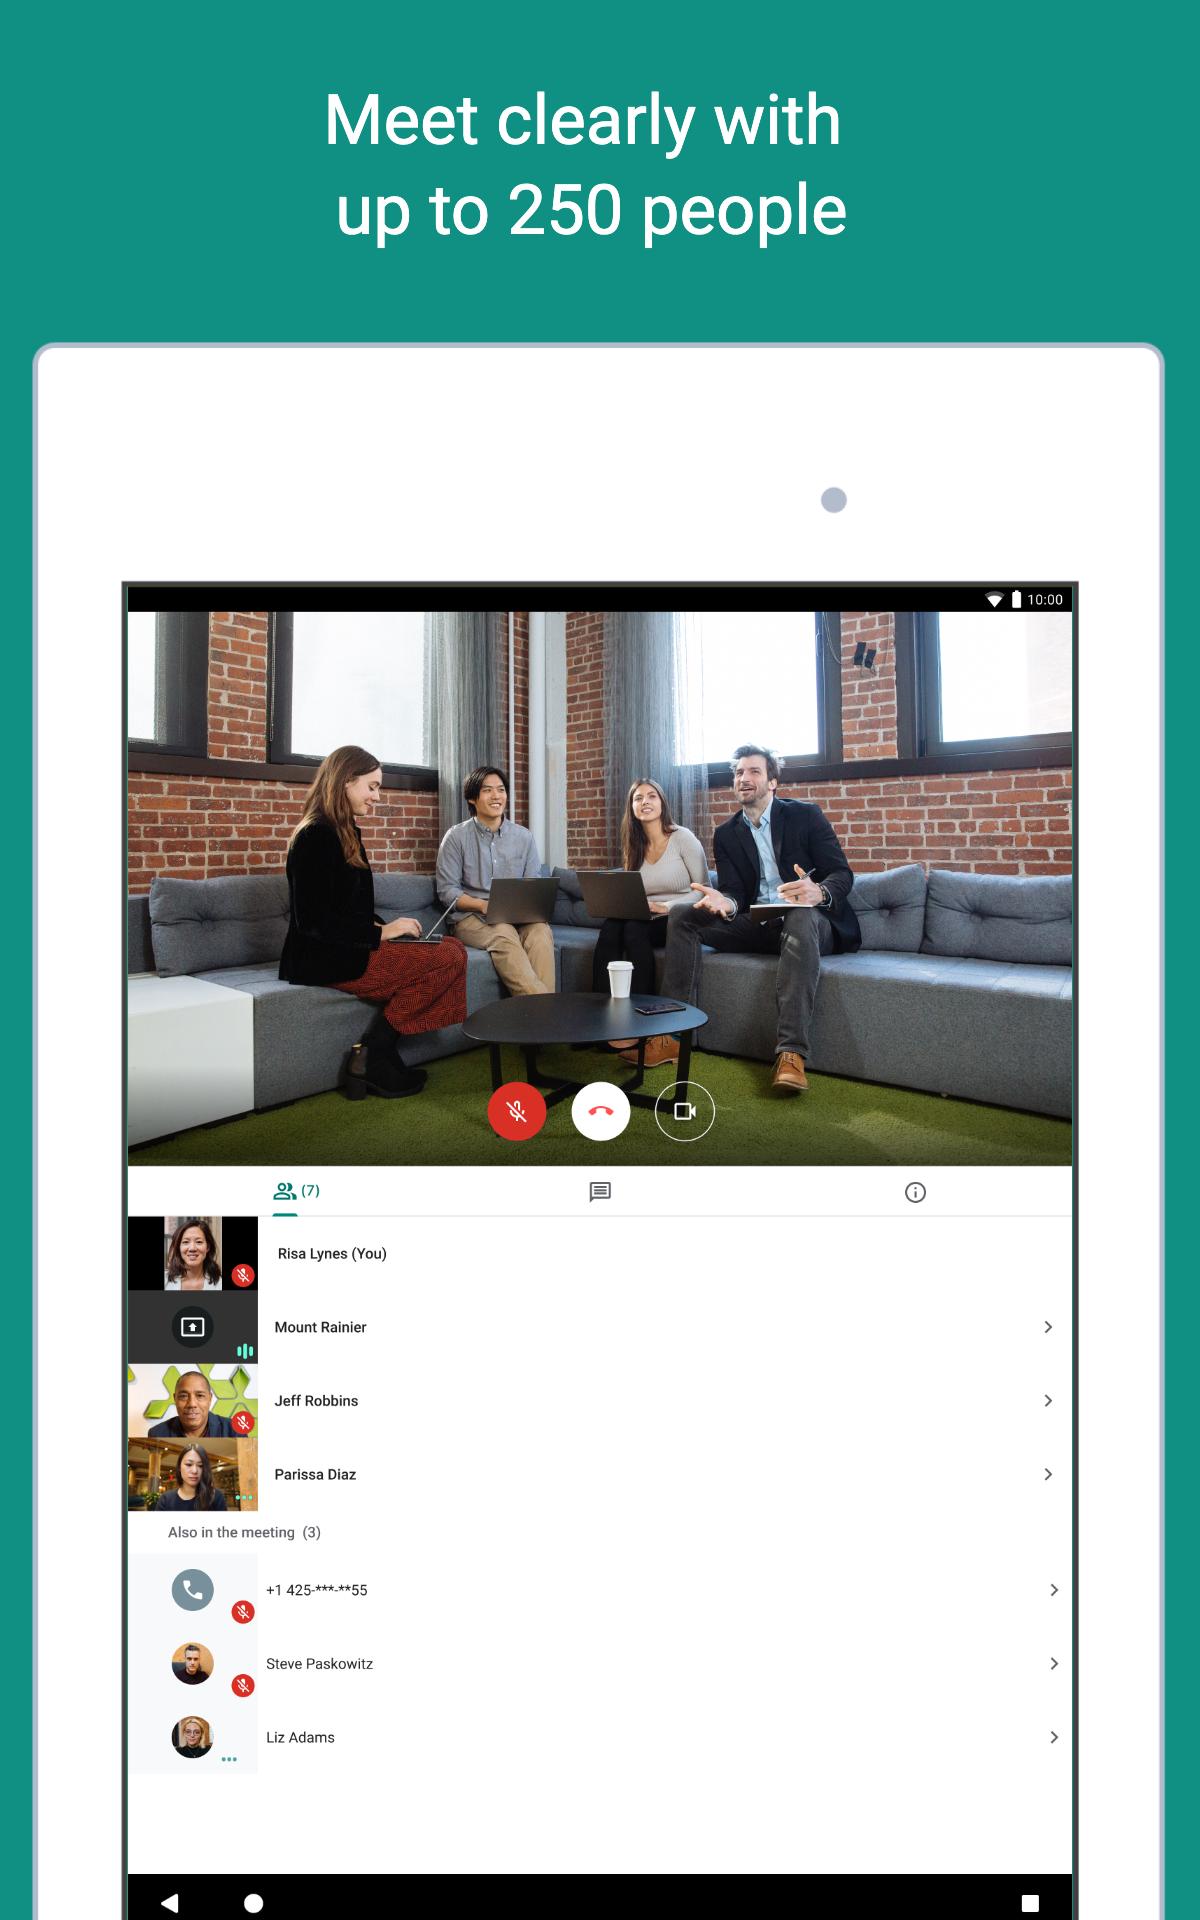 Meet clearly with
up to 250 people
10:00
(7)
Risa Lynes (You)
Mount Rainier
Jeff Robbins
Parissa Diaz
Also in the meeting (3)
+1 425-***-**55
Steve Paskowitz
Liz Adams